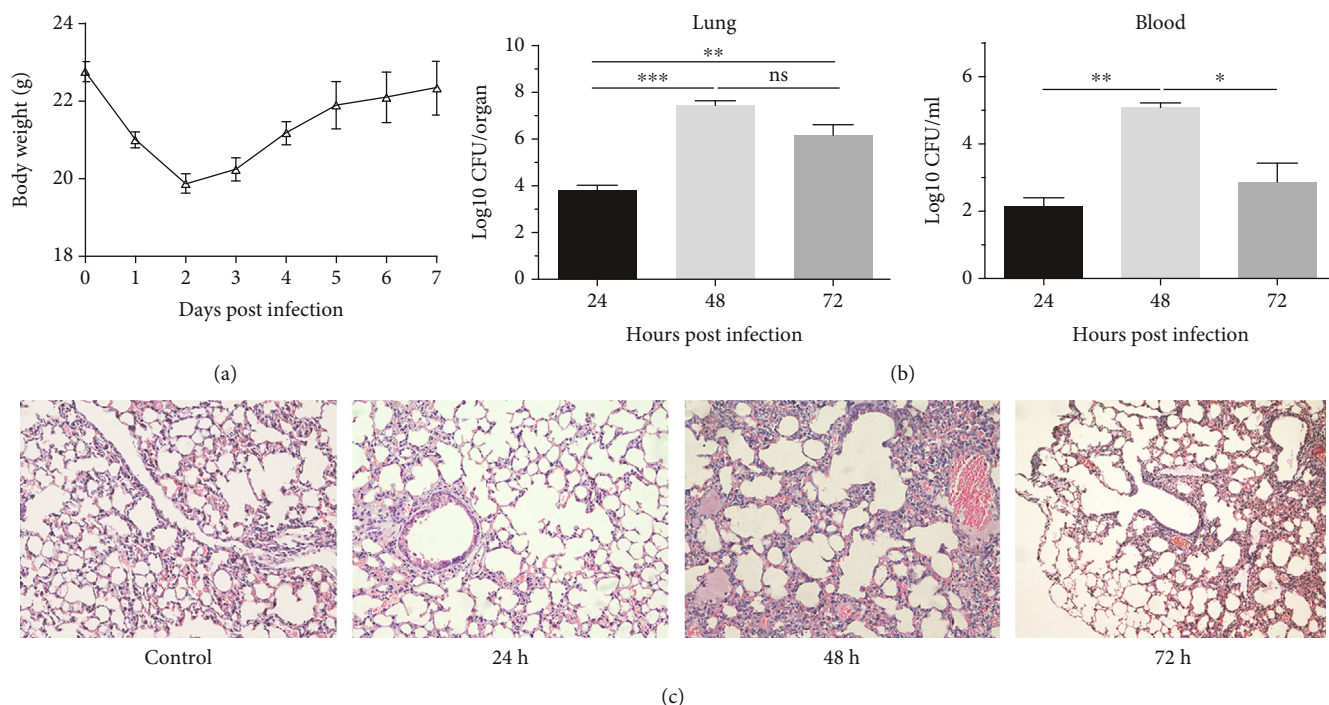 24
22
20
18
Body weight (g)
0 1 2 3 4 5 6 7
Days post infection
(a)
Lung
10
8
6
4
2
0
Log10 CFU/organ
**
*** ns
24 48 72
Hours post infection
Blood
6
4
2
0
Log10 CFU/ml
** *
24 48 72
Hours post infection
(b)
Control 24 h 48 h 72 h
(c)